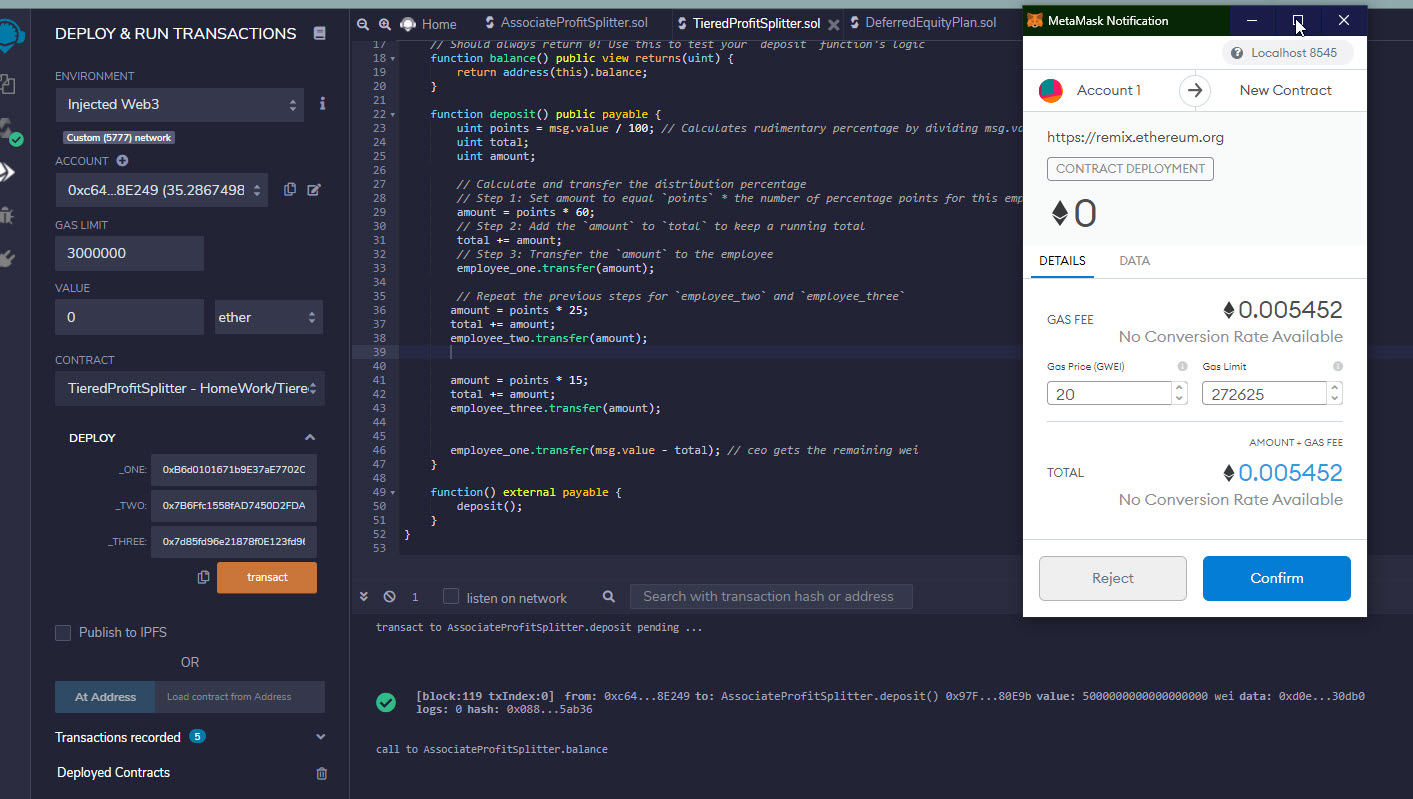 DEPLOY & RUN TRANSACTIONS
ENVIRONMENT
Injected Web3
Custom (5777) network
ACCOUNT
0xc64...8E249 (35.2867498
GAS LIMIT
3000000
VALUE
0
ether
CONTRACT
TieredProfitSplitter - HomeWork/Tiere
DEPLOY
_ONE:
0xB6d0101671b9E37aE7702C
_TWO:
0x7B6Ffc1558fAD7450D2FDA
_THREE:
0x7d85fd96e21878f0E123fd96
transact
Publish to IPFS
OR
At Address
Load contract from Address
Transactions recorded 5
Deployed Contracts
Home
AssociateProfitSplitter.sol
TieredProfitSplitter.sol
DeferredEquityPlan.sol
17 // Should always return 0! Use this to test your `deposit` function's logic
18 function balance() public view returns(uint) {
19 return address(this).balance;
20 }
21
22 function deposit() public payable {
23 uint points = msg.value / 100; // Calculates rudimentary percentage by dividing msg.va
24 uint total;
25 uint amount;
26
27 // Calculate and transfer the distribution percentage
28 // Step 1: Set amount to equal `points` * the number of percentage points for this emp
29 amount = points * 60;
30 // Step 2: Add the `amount` to `total` to keep a running total
31 total += amount;
32 // Step 3: Transfer the `amount` to the employee
33 employee_one.transfer(amount);
34
35 // Repeat the previous steps for `employee_two` and `employee_three`
36 amount = points * 25;
37 total += amount;
38 employee_two.transfer(amount);
39
40
41 amount = points * 15;
42 total += amount;
43 employee_three.transfer(amount);
44
45
46 employee_one.transfer(msg.value - total); // ceo gets the remaining wei
47 }
48
49 function() external payable {
50 deposit();
51 }
52 }
53
1
listen on network
Search with transaction hash or address
transact to AssociateProfitSplitter.deposit pending ...
[block:119 txIndex:0] from: 0xc64...8E249 to: AssociateProfitSplitter.deposit() 0x97F...80E9b value: 5000000000000000000 wei data: 0xd0e...30db0
logs: 0 hash: 0x088...5ab36
call to AssociateProfitSplitter.balance
MetaMask Notification
Localhost 8545
Account 1
New Contract
https://remix.ethereum.org
CONTRACT DEPLOYMENT
0
DETAILS
DATA
GAS FEE
0.005452
No Conversion Rate Available
Gas Price (GWEI)
Gas Limit
20
272625
AMOUNT + GAS FEE
TOTAL
0.005452
No Conversion Rate Available
Reject
Confirm